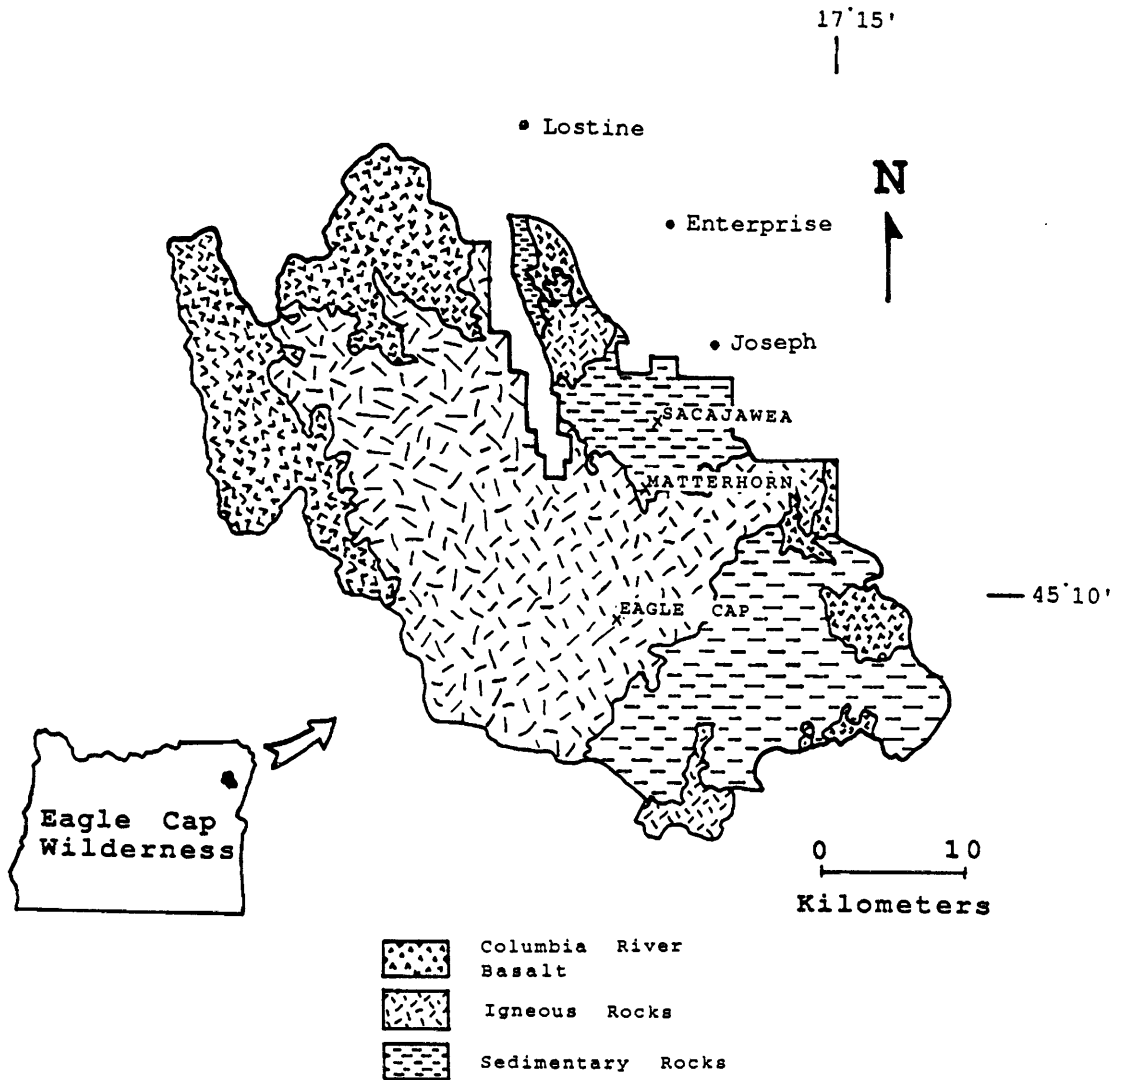 17°15'
Lostine
N
Enterprise
Joseph
SACAJAWEA
MATTERHORN
45°10'
EAGLE CAP
Eagle Cap
Wilderness
0 10
Kilometers
Columbia River
Basalt
Igneous Rocks
Sedimentary Rocks